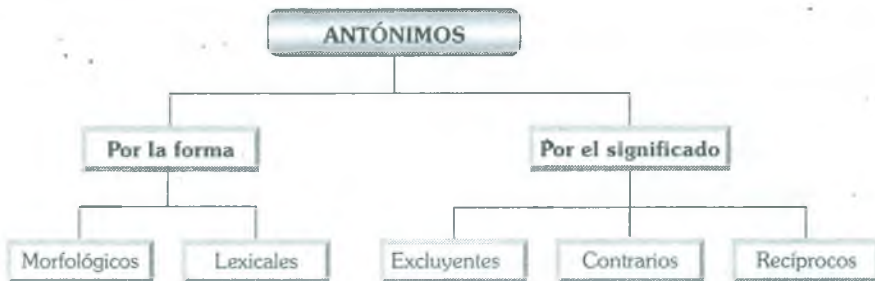 ANTÓNIMOS
Por la forma
Por el significado
Morfológicos
Lexicales
Excluyentes
Contrarios
Recíprocos